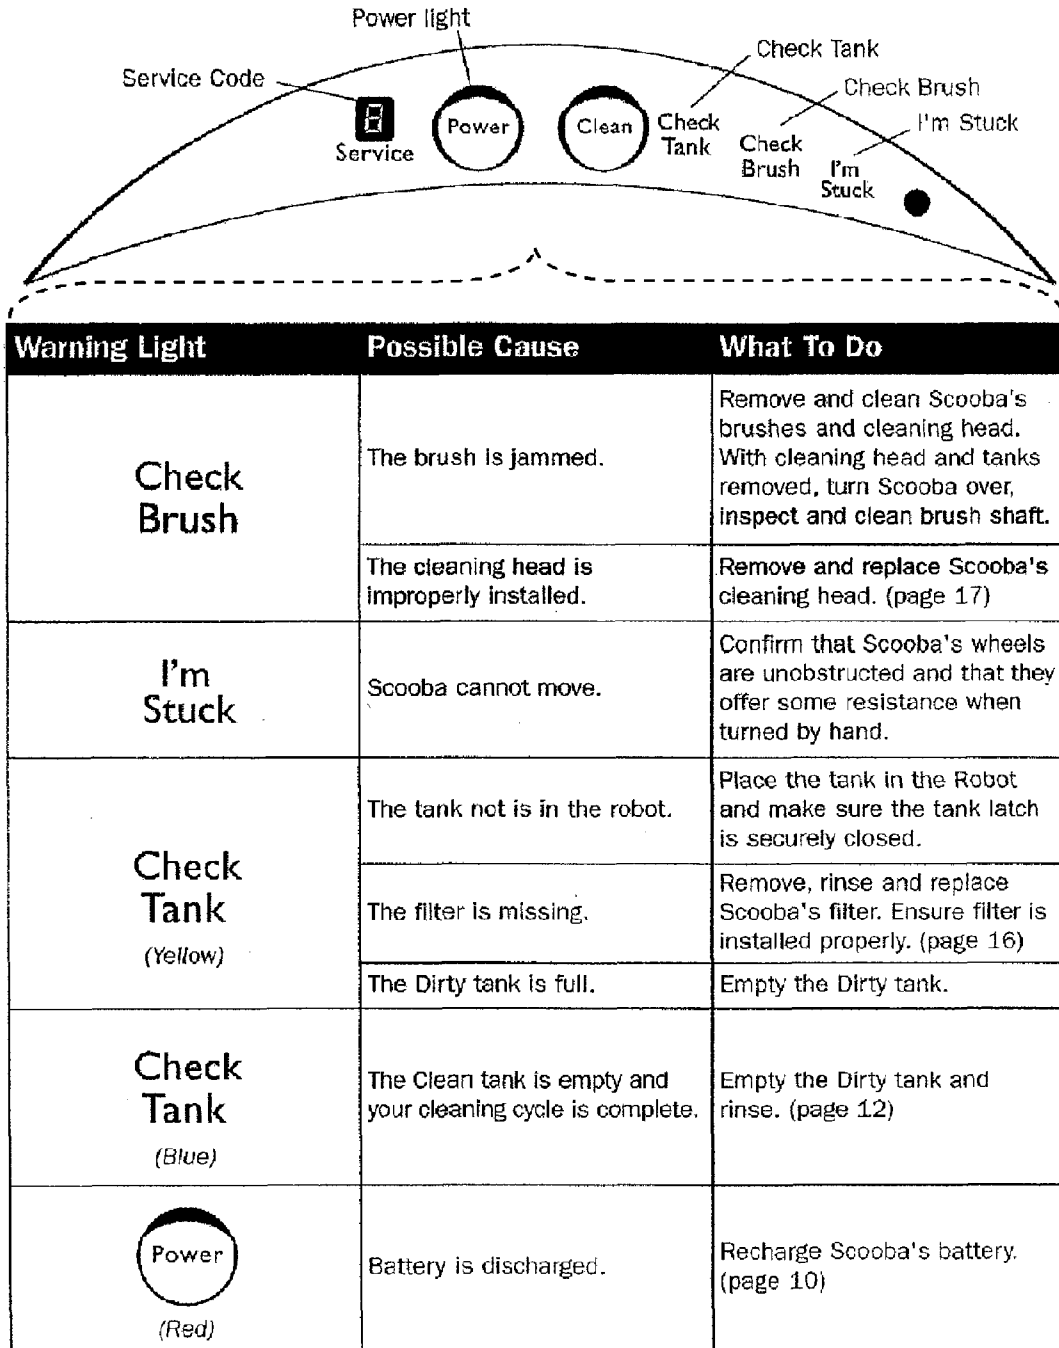 Power light
Check Tank
Service Code
Check Brush
I'm Stuck
8
Service
Power
Clean
Check
Tank
Check
Brush
I'm
Stuck
Warning Light
Possible Cause
What To Do
Check
Brush
The brush is jammed.
Remove and clean Scooba's
brushes and cleaning head.
With cleaning head and tanks
removed, turn Scooba over,
inspect and clean brush shaft.
The cleaning head is
improperly installed.
Remove and replace Scooba's
cleaning head. (page 17)
I'm
Stuck
Scooba cannot move.
Confirm that Scooba's wheels
are unobstructed and that they
offer some resistance when
turned by hand.
Check
Tank
(Yellow)
The tank not is in the robot.
Place the tank in the Robot
and make sure the tank latch
is securely closed.
The filter is missing.
Remove, rinse and replace
Scooba's filter. Ensure filter is
installed properly. (page 16)
The Dirty tank is full.
Empty the Dirty tank.
Check
Tank
(Blue)
The Clean tank is empty and
your cleaning cycle is complete.
Empty the Dirty tank and
rinse. (page 12)
Power
(Red)
Battery is discharged.
Recharge Scooba's battery.
(page 10)